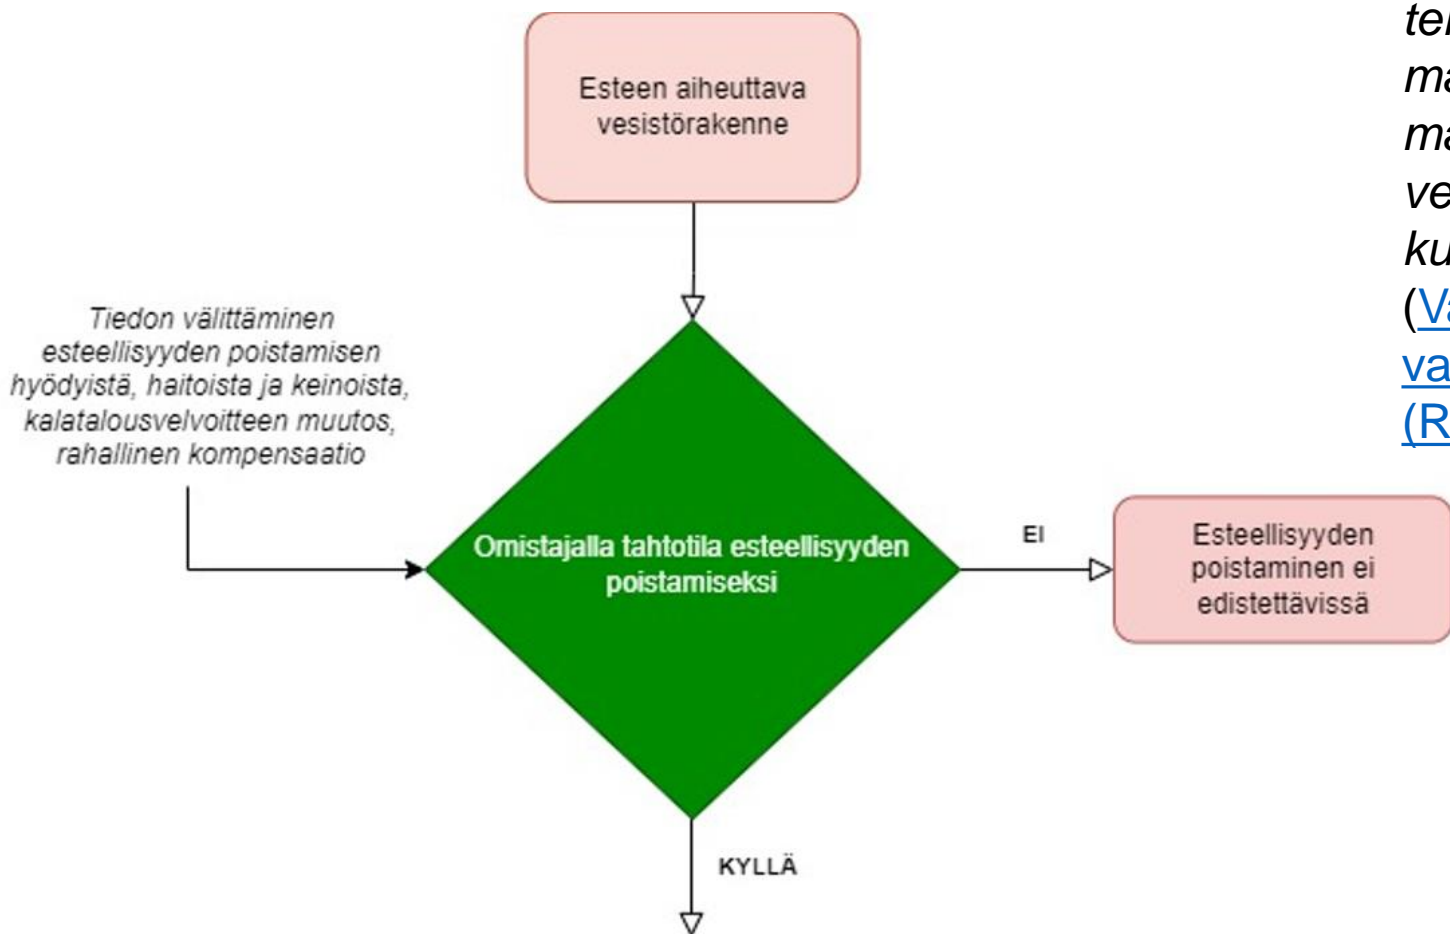 Esteen aiheuttava
vesistörakenne
Tiedon välittäminen
esteellisyyden poistamisen
hyödyistä, haitoista ja keinoista,
kalatalousvelvoitteen muutos,
rahallinen kompensaatio
Omistajalla tahtotila esteellisyyden
poistamiseksi
EI
Esteellisyyden
poistaminen ei
edistettävissä
KYLLÄ